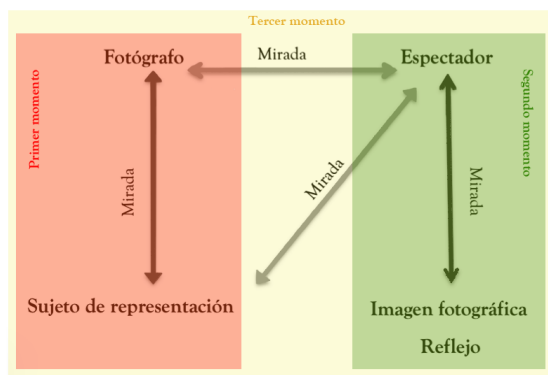 Tercer momento
Fotógrafo
Mirada
Espectador
Primer momento
Segundo momento
Mirada
Mirada
Mirada
Sujeto de representación
Imagen fotográfica
Reflejo